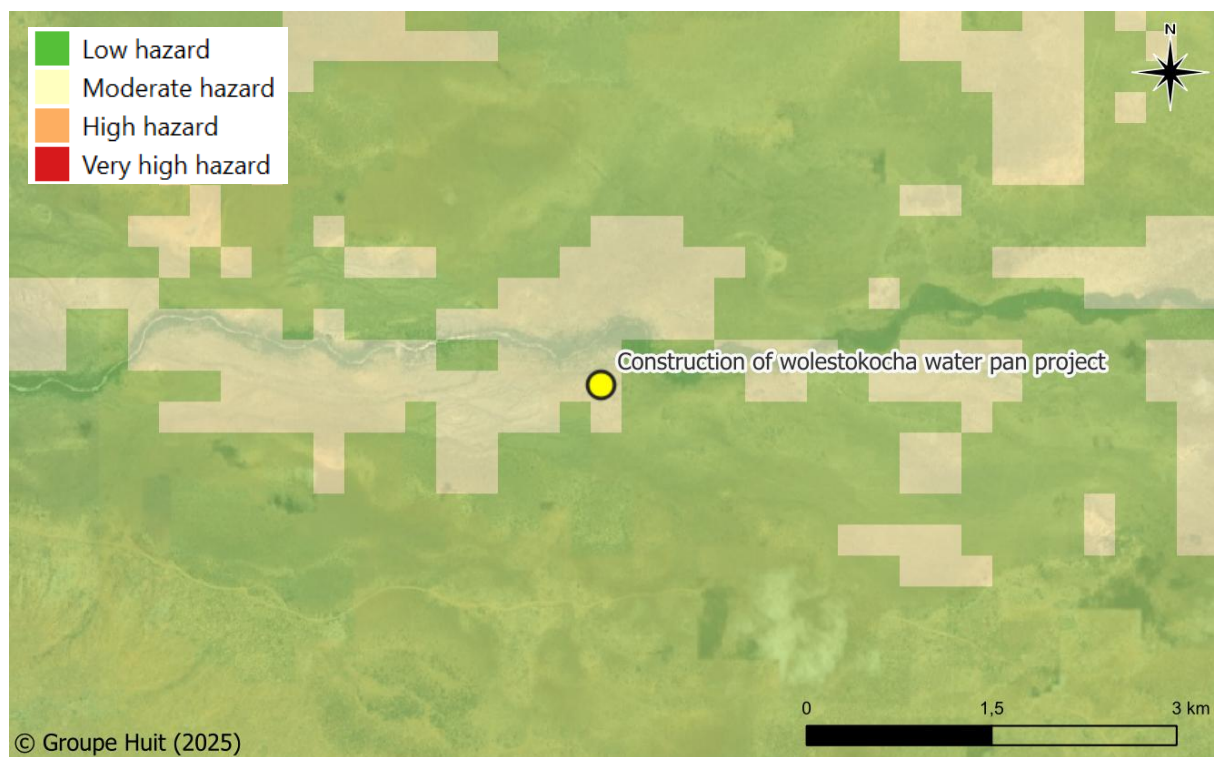 Low hazard
Moderate hazard
High hazard
Very high hazard
N
Construction of wolestokocha water pan project
0 1,5 3 km
© Groupe Huit (2025)